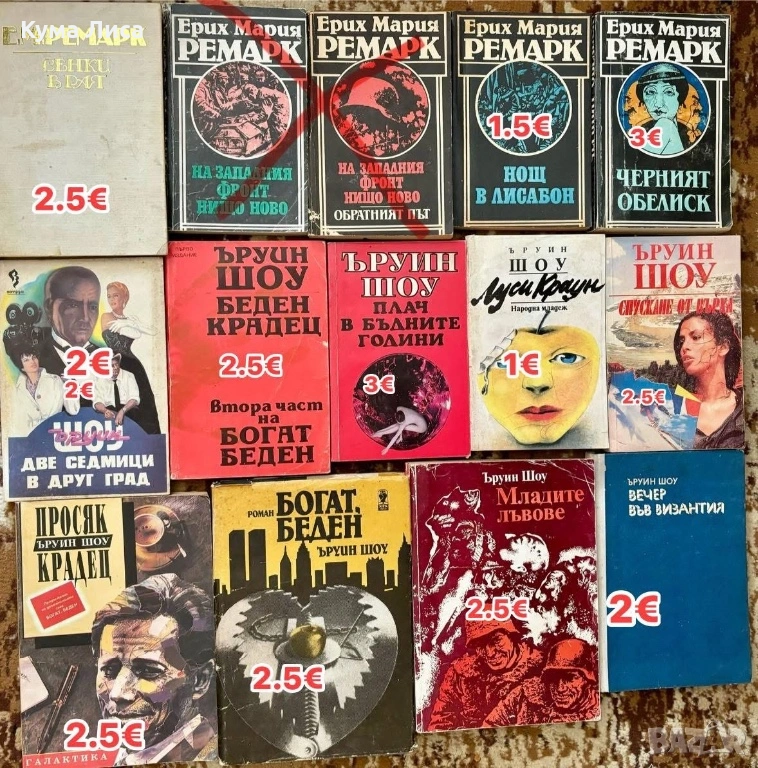 Кума Лиса
Е. М. РЕМАРК
СЕНКИ
В РАЯ
2.5€
Ерих Мария
РЕМАРК
НА ЗАПАДНИЯ
ФРОНТ
НИЩО НОВО
Ерих Мария
РЕМАРК
НА ЗАПАДНИЯ
ФРОНТ
НИЩО НОВО
ОБРАТНИЯТ ПЪТ
Ерих Мария
РЕМАРК
1.5€
НОЩ
В ЛИСАБОН
Ерих Мария
РЕМАРК
3€
ЧЕРНИЯТ
ОБЕЛИСК
2€
2€
ЪРУИН
ШОУ
ДВЕ СЕДМИЦИ
В ДРУГ ГРАД
ЪРУИН
ШОУ
БЕДЕН
КРАДЕЦ
2.5€
Втора част
на
БОГАТ
БЕДЕН
ЪРУИН
ШОУ
ПЛАЧ
В БЪДНИТЕ
ГОДИНИ
3€
ЪРУИН
ШОУ
Луси Краун
Народна младеж
1€
ЪРУИН
ШОУ
СПУСКАНЕ ОТ ВЪРХА
2.5€
ПРОСЯК
ЪРУИН ШОУ
КРАДЕЦ
БОГАТ, БЕДЕН
2.5€
ГАЛАКТИКА
РОМАН
БОГАТ,
БЕДЕН
ЪРУИН ШОУ
2.5€
Ъруин Шоу
Младите
лъвове
2.5€
ЪРУИН ШОУ
ВЕЧЕР
ВЪВ ВИЗАНТИЯ
2€